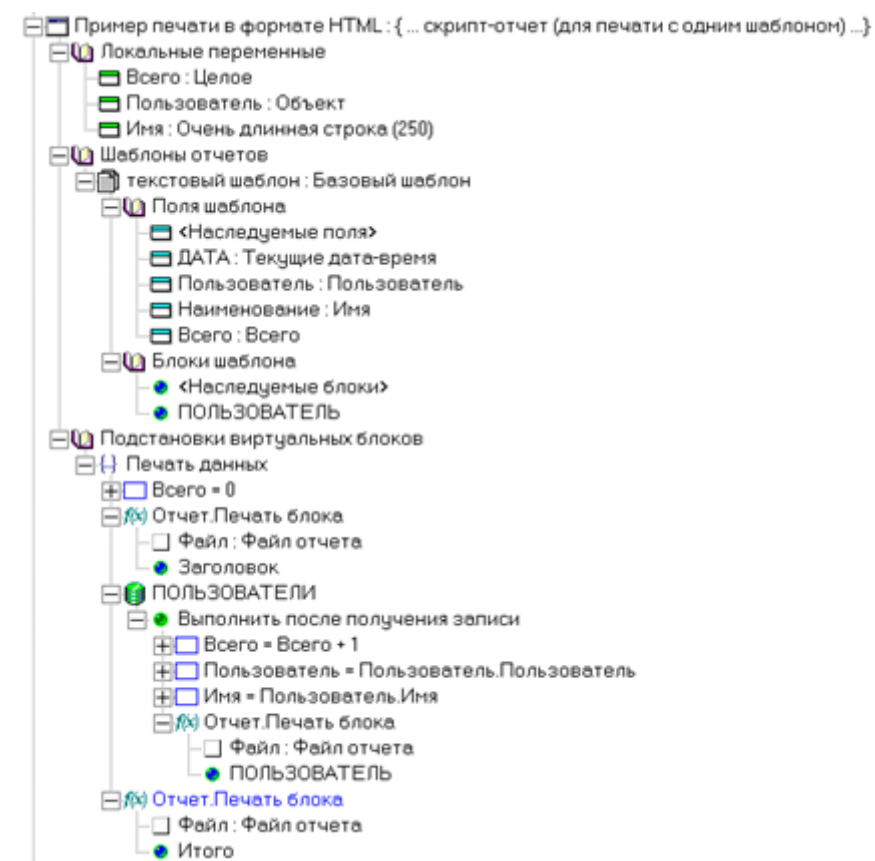 Пример печати в формате HTML : { ... скрипт-отчет (для печати с одним шаблоном) ...}
Локальные переменные
Всего : Целое
Пользователь : Объект
Имя : Очень длинная строка (250)
Шаблоны отчетов
текстовый шаблон : Базовый шаблон
Поля шаблона
<Наследуемые поля>
ДАТА : Текущие дата-время
Пользователь : Пользователь
Наименование : Имя
Всего : Всего
Блоки шаблона
<Наследуемые блоки>
ПОЛЬЗОВАТЕЛЬ
Подстановки виртуальных блоков
{·} Печать данных
Всего = 0
f(x) Отчет.Печать блока
Файл : Файл отчета
Заголовок
ПОЛЬЗОВАТЕЛИ
Выполнить после получения записи
Всего = Всего + 1
Пользователь = Пользователь.Пользователь
Имя = Пользователь.Имя
f(x) Отчет.Печать блока
Файл : Файл отчета
ПОЛЬЗОВАТЕЛЬ
f(x) Отчет.Печать блока
Файл : Файл отчета
Итого